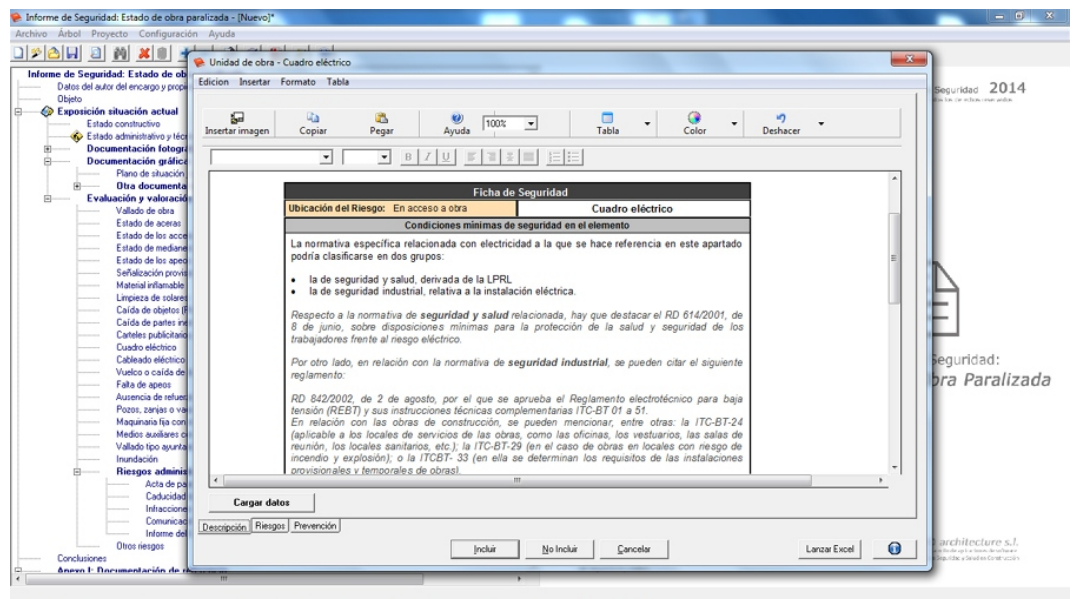 Informe de Seguridad: Estado de obra paralizada - [Nuevo]*
Archivo Árbol Proyecto Configuración Ayuda
Informe de Seguridad: Estado de ob
Datos del autor del encargo y propi
Objeto
Exposición situación actual
Estado constructivo
Estado administrativo y técn
Documentación fotogra
Documentación gráfica
Plano de situación
Otra documenta
Evaluación y valoració
Vallado de obra
Estado de aceras
Estado de los acce
Estado de mediane
Estado de los apeo
Señalización provis
Material inflamable
Limpieza de solares
Caída de objetos (F
Caída de partes ine
Carteles publicitario
Cuadro eléctrico
Cableado eléctrico
Vuelco o caída de
Falta de apeos
Ausencia de refuer
Pozos, zanjas o va
Maquinaria fija con
Medios auxiliares c
Vallado tipo ayunta
Inundación
Riesgos adminis
Acta de pa
Caducidad
Infraccione
Comunicac
Informe del
Otros riesgos
Conclusiones
Anexo I: Documentación de
Unidad de obra - Cuadro eléctrico
Edicion Insertar Formato Tabla
Insertar imagen Copiar Pegar Ayuda 100% Tabla Color Deshacer
B I U
Ficha de Seguridad
Ubicación del Riesgo: En acceso a obra Cuadro eléctrico
Condiciones mínimas de seguridad en el elemento
La normativa específica relacionada con electricidad a la que se hace referencia en este apartado
podría clasificarse en dos grupos:
• la de seguridad y salud, derivada de la LPRL
• la de seguridad industrial, relativa a la instalación eléctrica.
Respecto a la normativa de seguridad y salud relacionada, hay que destacar el RD 614/2001, de
8 de junio, sobre disposiciones mínimas para la protección de la salud y seguridad de los
trabajadores frente al riesgo eléctrico.
Por otro lado, en relación con la normativa de seguridad industrial, se pueden citar el siguiente
reglamento:
RD 842/2002, de 2 de agosto, por el que se aprueba el Reglamento electrotécnico para baja
tensión (REBT) y sus instrucciones técnicas complementarias ITC-BT 01 a 51.
En relación con las obras de construcción, se pueden mencionar, entre otras: la ITC-BT-24
(aplicable a los locales de servicios de las obras, como las oficinas, los vestuarios, las salas de
reunión, los locales sanitarios, etc.); la ITC-BT-29 (en el caso de obras en locales con riesgo de
incendio y explosión); o la ITCBT- 33 (en ella se determinan los requisitos de las instalaciones
provisionales y temporales de obras).
Cargar datos
Descripción Riesgos Prevención
Incluir No Incluir Cancelar Lanzar Excel
Seguridad 2014
Seguridad:
bra Paralizada
architecture s.l.